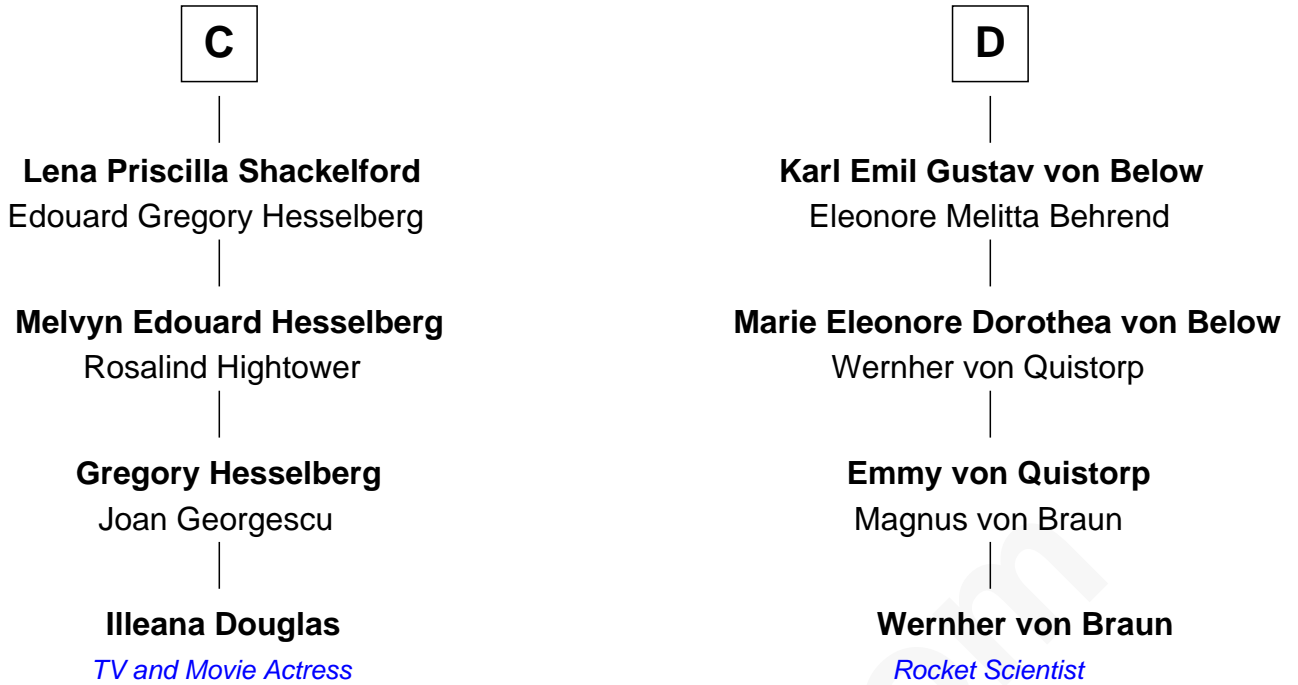 C
Lena Priscilla Shackelford
Edouard Gregory Hesselberg
Melvyn Edouard Hesselberg
Rosalind Hightower
Gregory Hesselberg
Joan Georgescu
Illeana Douglas
TV and Movie Actress
D
Karl Emil Gustav von Below
Eleonore Melitta Behrend
Marie Eleonore Dorothea von Below
Wernher von Quistorp
Emmy von Quistorp
Magnus von Braun
Wernher von Braun
Rocket Scientist